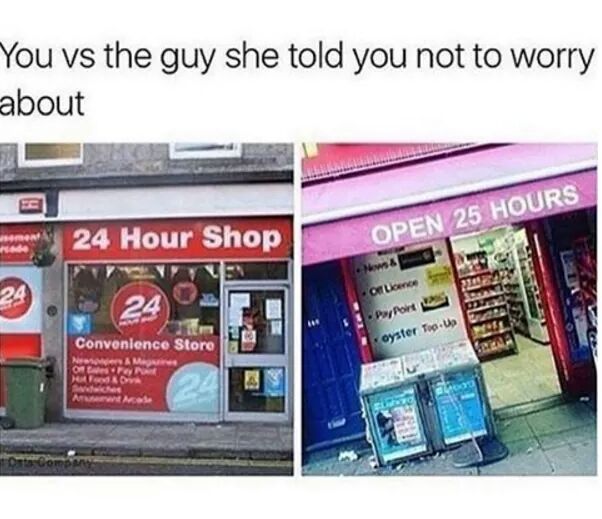 You vs the guy she told you not to worry
about
24 Hour Shop
24
24
Convenience Store
Newspapers & Magazines
Off Sales • Pay Point
Hot Food & Drink
Sandwiches
Amusement Arcade
24
OPEN 25 HOURS
• News &
• Off Licence
• PayPoint
• oyster Top-Up